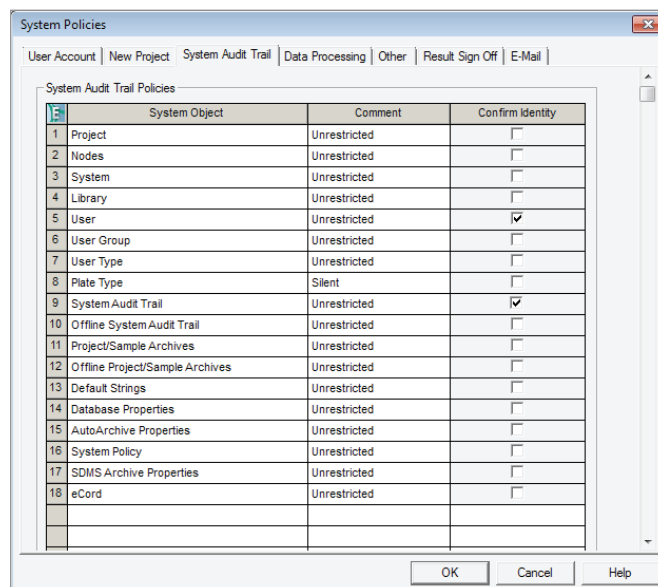 System Policies
User Account New Project System Audit Trail Data Processing Other Result Sign Off E-Mail
System Audit Trail Policies
E System Object Comment Confirm Identity
1 Project Unrestricted
2 Nodes Unrestricted
3 System Unrestricted
4 Library Unrestricted
5 User Unrestricted
6 User Group Unrestricted
7 User Type Unrestricted
8 Plate Type Silent
9 System Audit Trail Unrestricted
10 Offline System Audit Trail Unrestricted
11 Project/Sample Archives Unrestricted
12 Offline Project/Sample Archives Unrestricted
13 Default Strings Unrestricted
14 Database Properties Unrestricted
15 AutoArchive Properties Unrestricted
16 System Policy Unrestricted
17 SDMS Archive Properties Unrestricted
18 eCord Unrestricted
OK Cancel Help